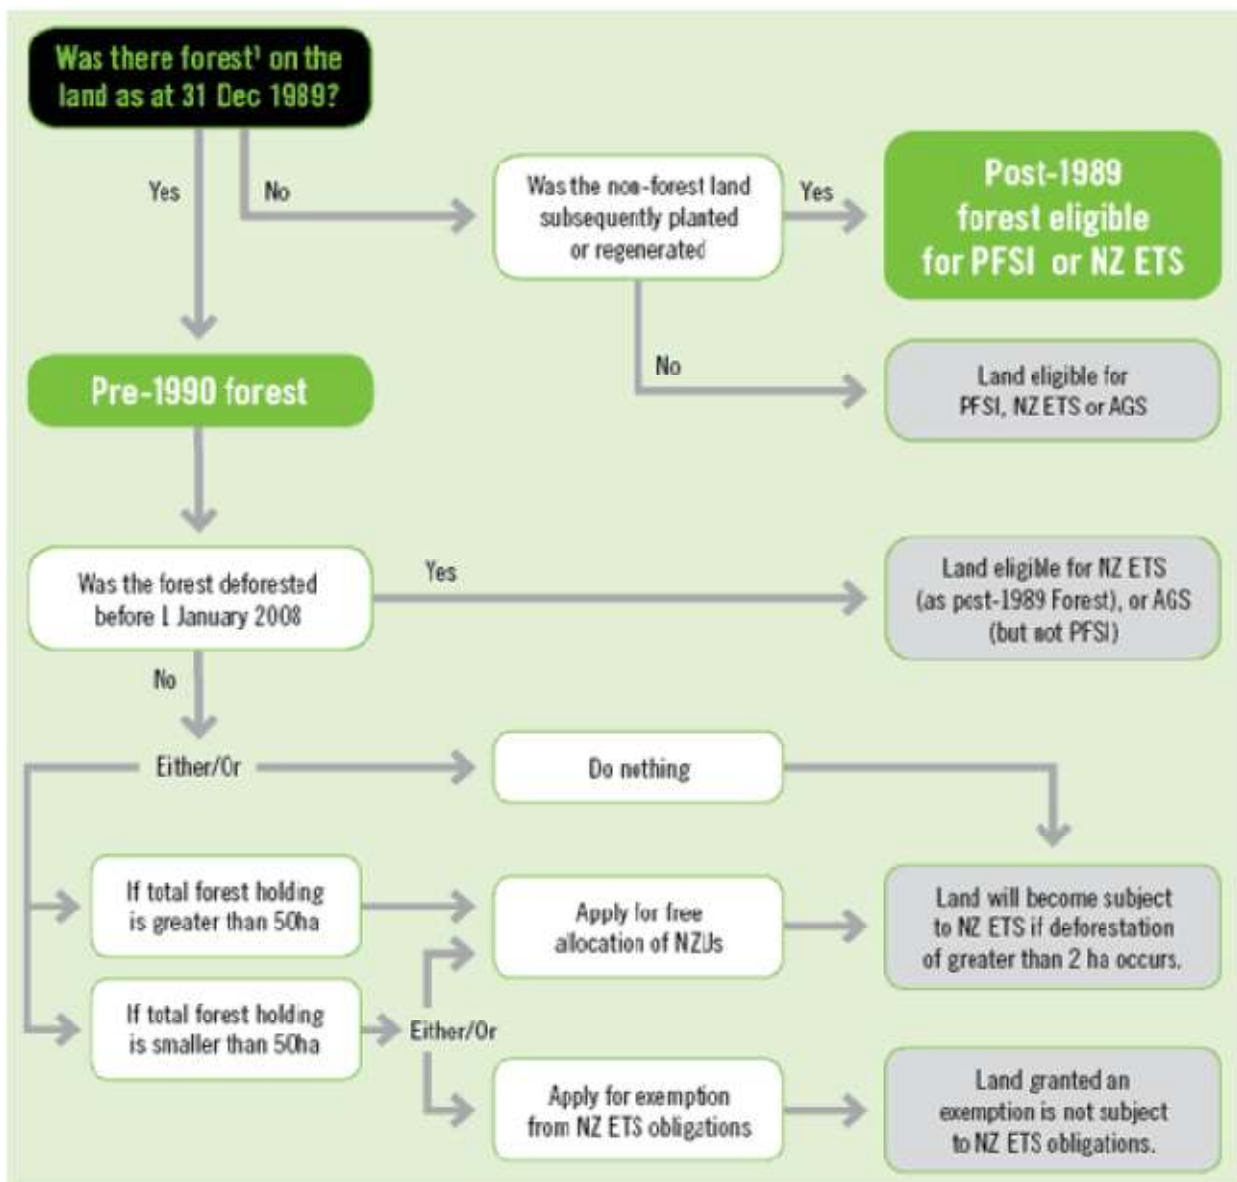 Was there forest¹ on the
land as at 31 Dec 1989?
Yes
No
Was the non-forest land
subsequently planted
or regenerated
Yes
Post-1989
forest eligible
for PFSI or NZ ETS
No
Land eligible for
PFSI, NZ ETS or AGS
Pre-1990 forest
Was the forest deforested
before 1 January 2008
Yes
Land eligible for NZ ETS
(as post-1989 Forest), or AGS
(but not PFSI)
No
Either/Or
Do nothing
If total forest holding
is greater than 50ha
Apply for free
allocation of NZUs
Land will become subject
to NZ ETS if deforestation
of greater than 2 ha occurs.
If total forest holding
is smaller than 50ha
Either/Or
Apply for exemption
from NZ ETS obligations
Land granted an
exemption is not subject
to NZ ETS obligations.